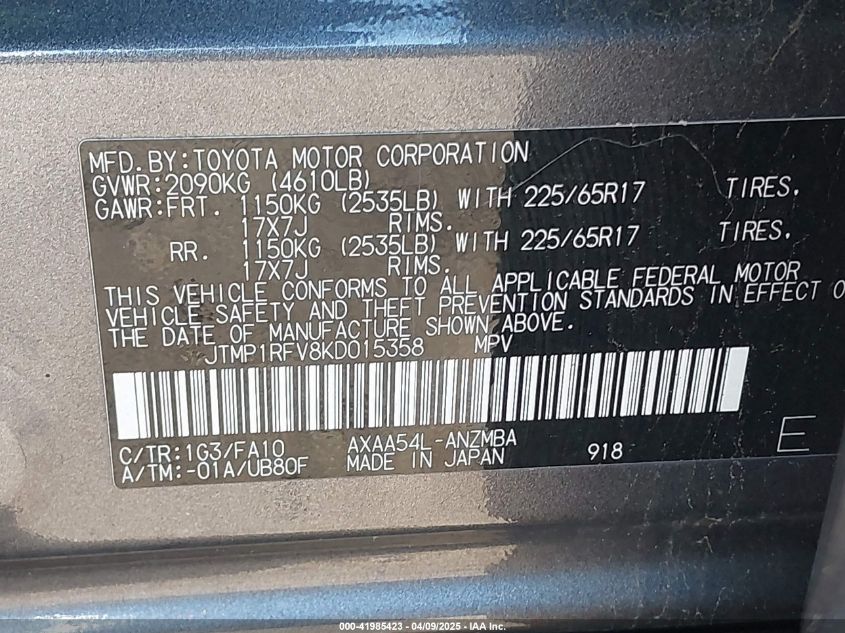 MFD.BY:TOYOTA MOTOR CORPORATION
GVWR:2090KG (4610LB)
GAWR:FRT. 1150KG (2535LB) WITH 225/65R17 TIRES.
17X7J RIMS.
RR. 1150KG (2535LB) WITH 225/65R17 TIRES.
17X7J RIMS.
THIS VEHICLE CONFORMS TO ALL APPLICABLE FEDERAL MOTOR
VEHICLE SAFETY AND THEFT PREVENTION STANDARDS IN EFFECT O
THE DATE OF MANUFACTURE SHOWN ABOVE.
JTMP1RFV8KD015358 MPV
C/TR:1G3/FA10 AXAA54L-ANZMBA
A/TM:-01A/UB80F MADE IN JAPAN 918 E
000-41985423 - 04/09/2025 - IAA Inc.